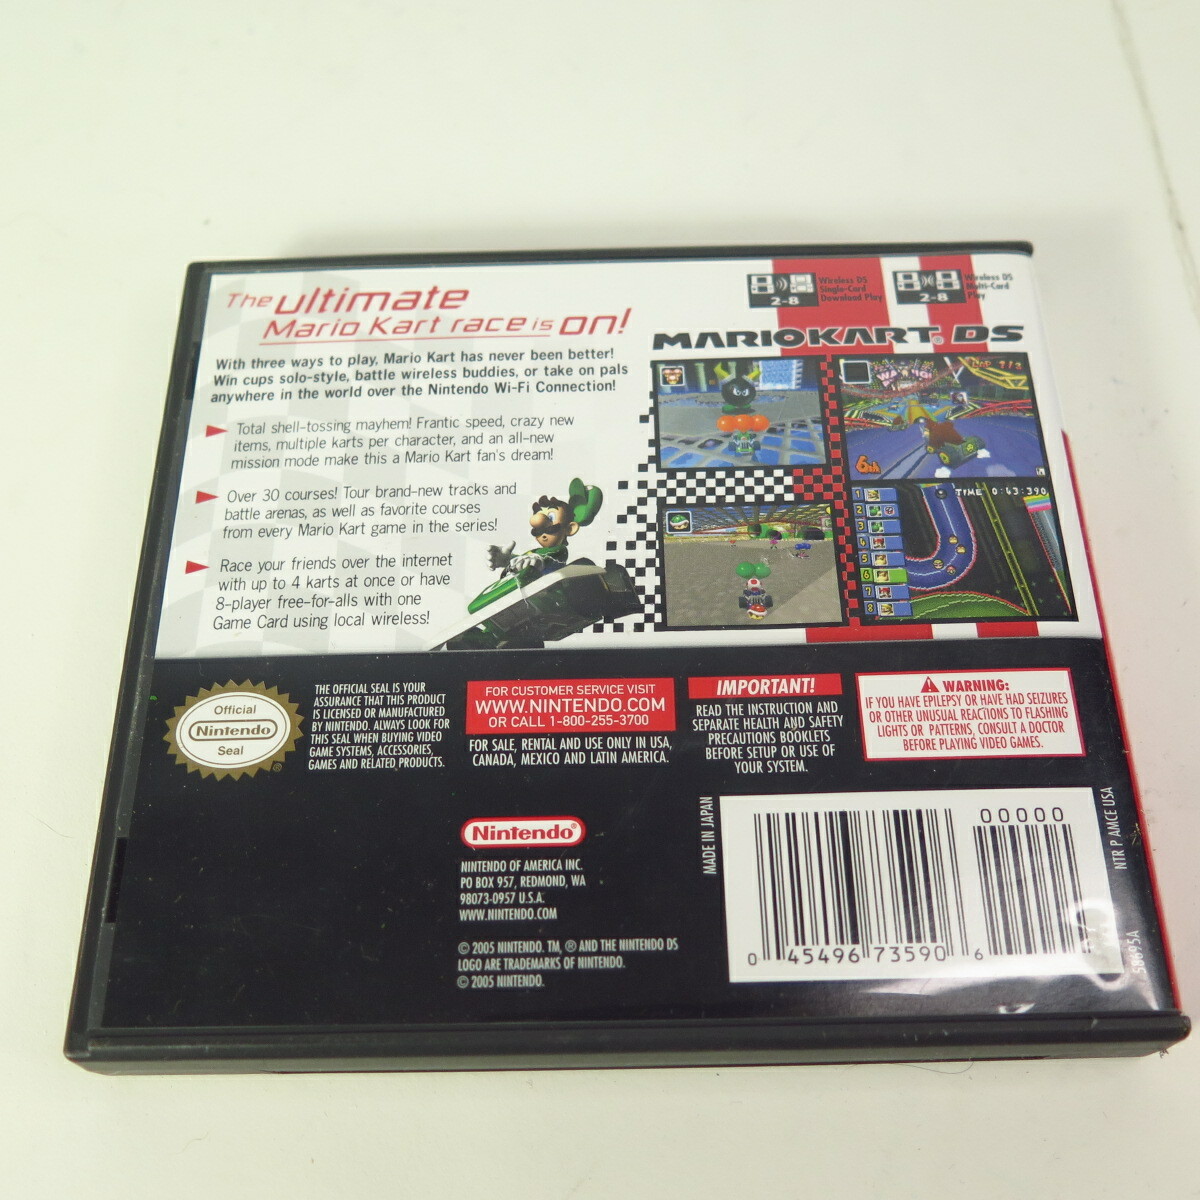 The ultimate
Mario Kart race is on!
With three ways to play, Mario Kart has never been better!
Win cups solo-style, battle wireless buddies, or take on pals
anywhere in the world over the Nintendo Wi-Fi Connection!
Total shell-tossing mayhem! Frantic speed, crazy new
items, multiple karts per character, and an all-new
mission mode make this a Mario Kart fan's dream!
Over 30 courses! Tour brand-new tracks and
battle arenas, as well as favorite courses
from every Mario Kart game in the series!
Race your friends over the internet
with up to 4 karts at once or have
8-player free-for-alls with one
Game Card using local wireless!
2-8
Wireless DS
Single-Card
Download Play
2-8
Wireless DS
Multi-Card
Play
MARIOKART DS
6th
TIME 0:43:390
1
2
3
4
5
6
7
8
Official
Nintendo
Seal
THE OFFICIAL SEAL IS YOUR
ASSURANCE THAT THIS PRODUCT
IS LICENSED OR MANUFACTURED
BY NINTENDO. ALWAYS LOOK FOR
THIS SEAL WHEN BUYING VIDEO
GAME SYSTEMS, ACCESSORIES,
GAMES AND RELATED PRODUCTS.
FOR CUSTOMER SERVICE VISIT
WWW.NINTENDO.COM
OR CALL 1-800-255-3700
FOR SALE, RENTAL AND USE ONLY IN USA,
CANADA, MEXICO AND LATIN AMERICA.
IMPORTANT!
READ THE INSTRUCTION AND
SEPARATE HEALTH AND SAFETY
PRECAUTIONS BOOKLETS
BEFORE SETUP OR USE OF
YOUR SYSTEM.
WARNING:
IF YOU HAVE EPILEPSY OR HAVE HAD SEIZURES
OR OTHER UNUSUAL REACTIONS TO FLASHING
LIGHTS OR PATTERNS, CONSULT A DOCTOR
BEFORE PLAYING VIDEO GAMES.
Nintendo®
NINTENDO OF AMERICA INC.
PO BOX 957, REDMOND, WA
98073-0957 U.S.A.
WWW.NINTENDO.COM
© 2005 NINTENDO. TM, ® AND THE NINTENDO DS
LOGO ARE TRADEMARKS OF NINTENDO.
© 2005 NINTENDO.
MADE IN JAPAN
00000
0 45496 73590 6
NTR P AMCE USA
58695A